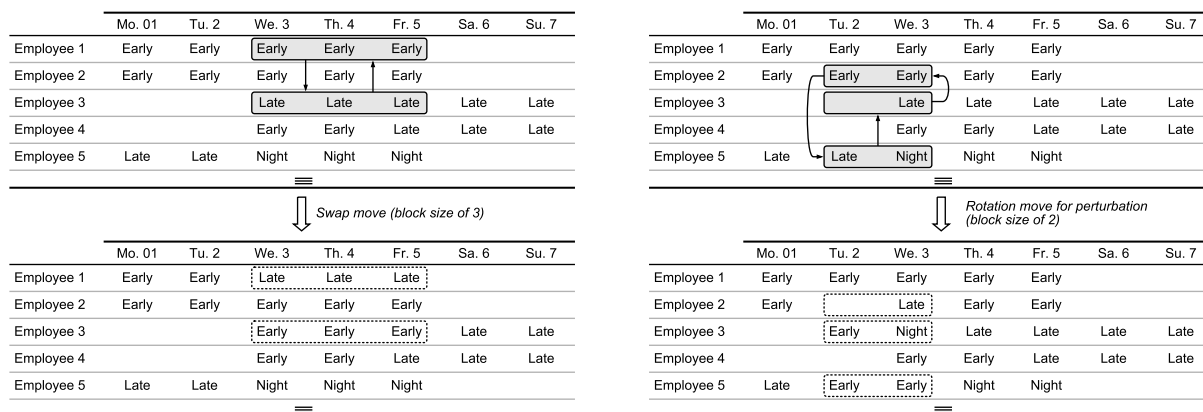 Mo. 01 Tu. 2 We. 3 Th. 4 Fr. 5 Sa. 6 Su. 7
Employee 1 Early Early Early Early Early
Employee 2 Early Early Early Early Early
Employee 3 Late Late Late Late Late
Employee 4 Early Early Late Late Late
Employee 5 Late Late Night Night Night
Swap move (block size of 3)
Mo. 01 Tu. 2 We. 3 Th. 4 Fr. 5 Sa. 6 Su. 7
Employee 1 Early Early Late Late Late
Employee 2 Early Early Early Early Early
Employee 3 Early Early Early Late Late
Employee 4 Early Early Late Late Late
Employee 5 Late Late Night Night Night
Mo. 01 Tu. 2 We. 3 Th. 4 Fr. 5 Sa. 6 Su. 7
Employee 1 Early Early Early Early Early
Employee 2 Early Early Early Early Early
Employee 3 Late Late Late Late Late
Employee 4 Early Early Late Late Late
Employee 5 Late Late Night Night Night
Rotation move for perturbation
(block size of 2)
Mo. 01 Tu. 2 We. 3 Th. 4 Fr. 5 Sa. 6 Su. 7
Employee 1 Early Early Early Early Early
Employee 2 Early Late Early Early
Employee 3 Early Night Late Late Late Late
Employee 4 Early Early Late Late Late
Employee 5 Late Early Early Night Night